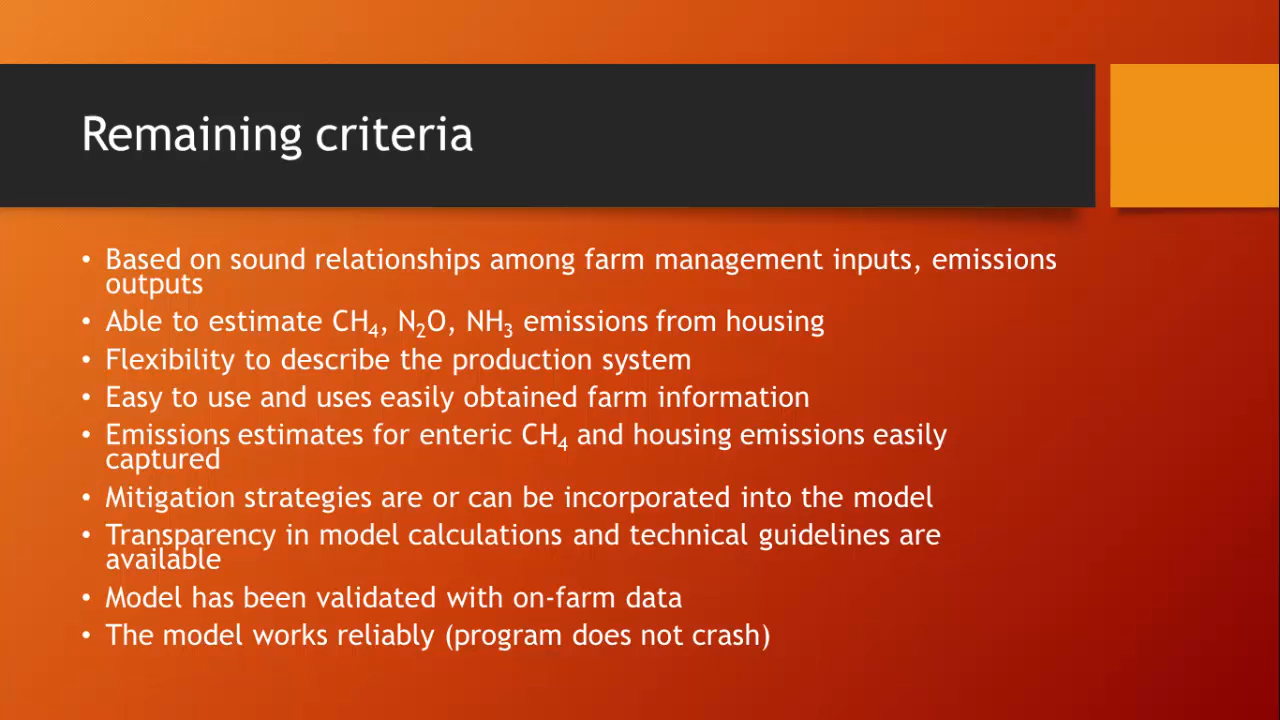 Remaining criteria
• Based on sound relationships among farm management inputs, emissions
outputs
• Able to estimate CH₄, N₂O, NH₃ emissions from housing
• Flexibility to describe the production system
• Easy to use and uses easily obtained farm information
• Emissions estimates for enteric CH₄ and housing emissions easily
captured
• Mitigation strategies are or can be incorporated into the model
• Transparency in model calculations and technical guidelines are
available
• Model has been validated with on-farm data
• The model works reliably (program does not crash)